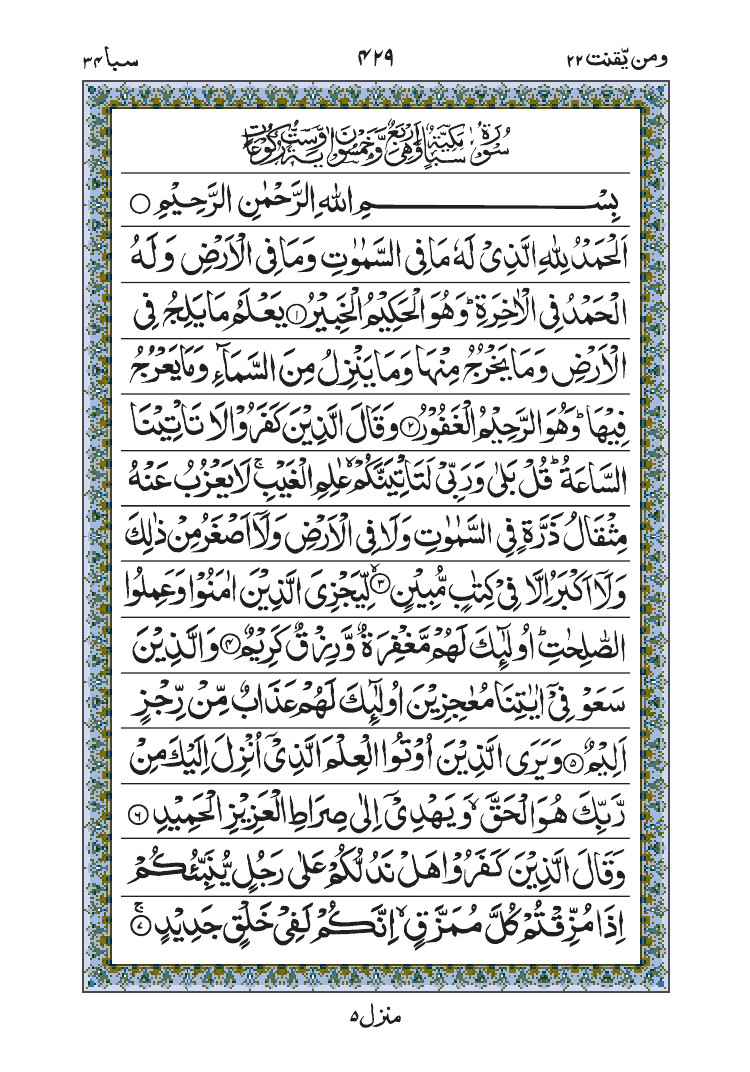 ومن يّقنت ٢٢ ٤٢٩ سبا ٣٤
سُوْرَةُ سَبَاٍ مَكِّيَّةٌ وَّهِيَ اَرْبَعٌ وَّخَمْسُوْنَ اٰيَةً وَّسِتُّ رُكُوْعَاتٍ
بِسْمِ اللّٰهِ الرَّحْمٰنِ الرَّحِيْمِ ○
اَلْحَمْدُ لِلّٰهِ الَّذِیْ لَهٗ مَا فِی السَّمٰوٰتِ وَمَا فِی الْاَرْضِ وَلَهُ
الْحَمْدُ فِی الْاٰخِرَةِ ؕ وَهُوَ الْحَكِیْمُ الْخَبِیْرُ ۝١ یَعْلَمُ مَا یَلِجُ فِی
الْاَرْضِ وَمَا یَخْرُجُ مِنْهَا وَمَا یَنْزِلُ مِنَ السَّمَآءِ وَمَا یَعْرُجُ
فِیْهَا ؕ وَهُوَ الرَّحِیْمُ الْغَفُوْرُ ۝٢ وَقَالَ الَّذِیْنَ كَفَرُوْا لَا تَاْتِیْنَا
السَّاعَةُ ؕ قُلْ بَلٰی وَرَبِّیْ لَتَاْتِیَنَّكُمْ ۙ عٰلِمِ الْغَیْبِ ۚ لَا یَعْزُبُ عَنْهُ
مِثْقَالُ ذَرَّةٍ فِی السَّمٰوٰتِ وَلَا فِی الْاَرْضِ وَلَاۤ اَصْغَرُ مِنْ ذٰلِكَ
وَلَاۤ اَكْبَرُ اِلَّا فِیْ كِتٰبٍ مُّبِیْنٍ ۝٣ۙ لِّیَجْزِیَ الَّذِیْنَ اٰمَنُوْا وَعَمِلُوا
الصّٰلِحٰتِ ؕ اُولٰٓىِٕكَ لَهُمْ مَّغْفِرَةٌ وَّرِزْقٌ كَرِیْمٌ ۝٤ وَالَّذِیْنَ
سَعَوْ فِیْۤ اٰیٰتِنَا مُعٰجِزِیْنَ اُولٰٓىِٕكَ لَهُمْ عَذَابٌ مِّنْ رِّجْزٍ
اَلِیْمٌ ۝٥ وَیَرَی الَّذِیْنَ اُوْتُوا الْعِلْمَ الَّذِیْۤ اُنْزِلَ اِلَیْكَ مِنْ
رَّبِّكَ هُوَ الْحَقَّ ۙ وَیَهْدِیْۤ اِلٰی صِرَاطِ الْعَزِیْزِ الْحَمِیْدِ ۝٦
وَقَالَ الَّذِیْنَ كَفَرُوْا هَلْ نَدُلُّكُمْ عَلٰی رَجُلٍ یُّنَبِّئُكُمْ
اِذَا مُزِّقْتُمْ كُلَّ مُمَزَّقٍ ۙ اِنَّكُمْ لَفِیْ خَلْقٍ جَدِیْدٍ ۝٧ۚ
منزل ٥